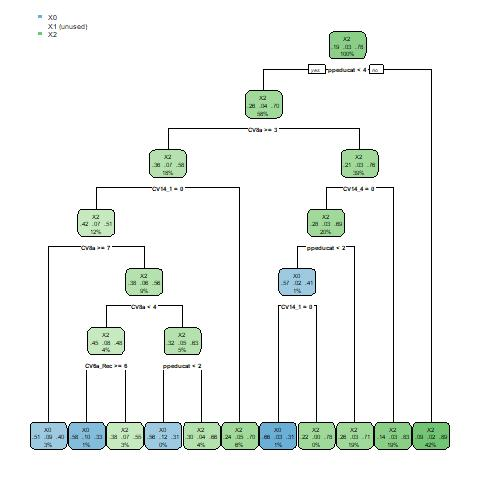 X0
X1 (unused)
X2
X2
.19 .03 .78
100%
yes ppeducat < 4 no
X2
.26 .04 .70
58%
CV8a >= 3
X2
.36 .07 .58
18%
X2
.21 .03 .76
39%
CV14_1 = 0
CV14_4 = 0
X2
.42 .07 .51
12%
X2
.28 .03 .69
20%
CV8a >= 7
ppeducat < 2
X2
.38 .06 .56
9%
X0
.57 .02 .41
1%
CV8a < 4
CV14_1 = 0
X2
.45 .08 .48
4%
X2
.32 .05 .63
5%
CV6a_Rec >= 6
ppeducat < 2
X0 X0 X2 X0 X2 X2 X0 X2 X2 X2 X2
.51 .09 .40 .58 .10 .33 .38 .07 .55 .56 .12 .31 .30 .04 .66 .24 .05 .70 .66 .03 .31 .22 .00 .78 .26 .03 .71 .14 .03 .83 .09 .02 .89
3% 1% 3% 0% 4% 6% 1% 0% 19% 19% 42%